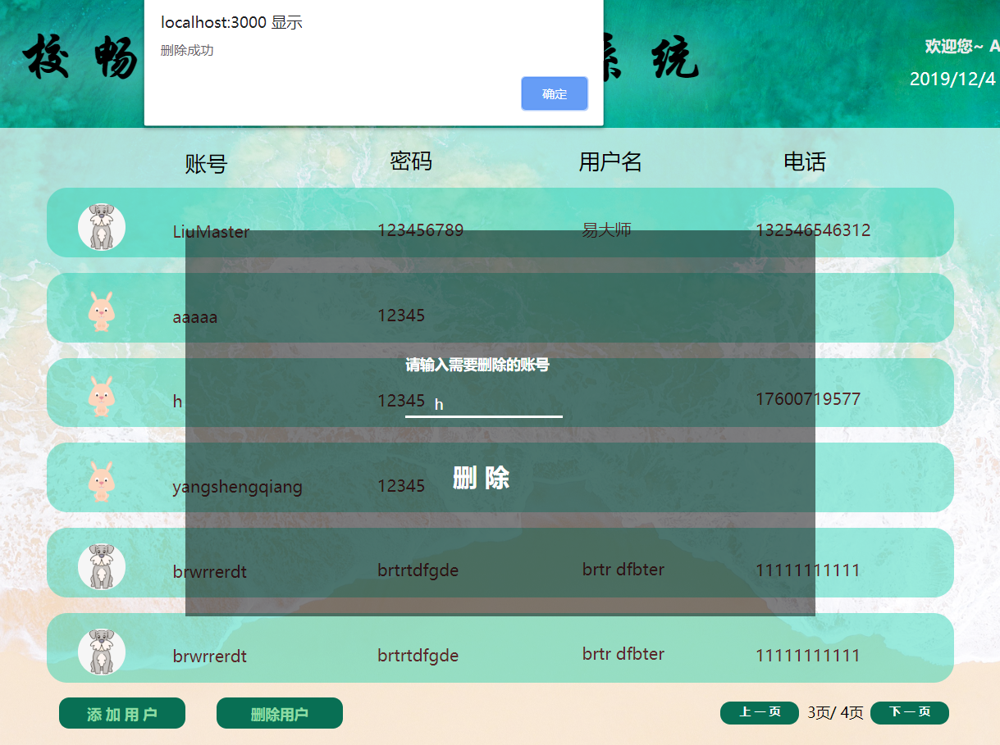 localhost:3000 显示
删除成功
确定
校 畅 系 统
欢迎您~ A
2019/12/4
账号 密码 用户名 电话
LiuMaster 123456789 易大师 132546546312
aaaaa 12345
请输入需要删除的账号
h 12345 17600719577
h
删 除
yangshengqiang 12345
brwrrerdt brtrtdfgde brtr dfbter 11111111111
brwrrerdt brtrtdfgde brtr dfbter 11111111111
添 加 用 户 删除用户 上 一 页 3页/ 4页 下 一 页